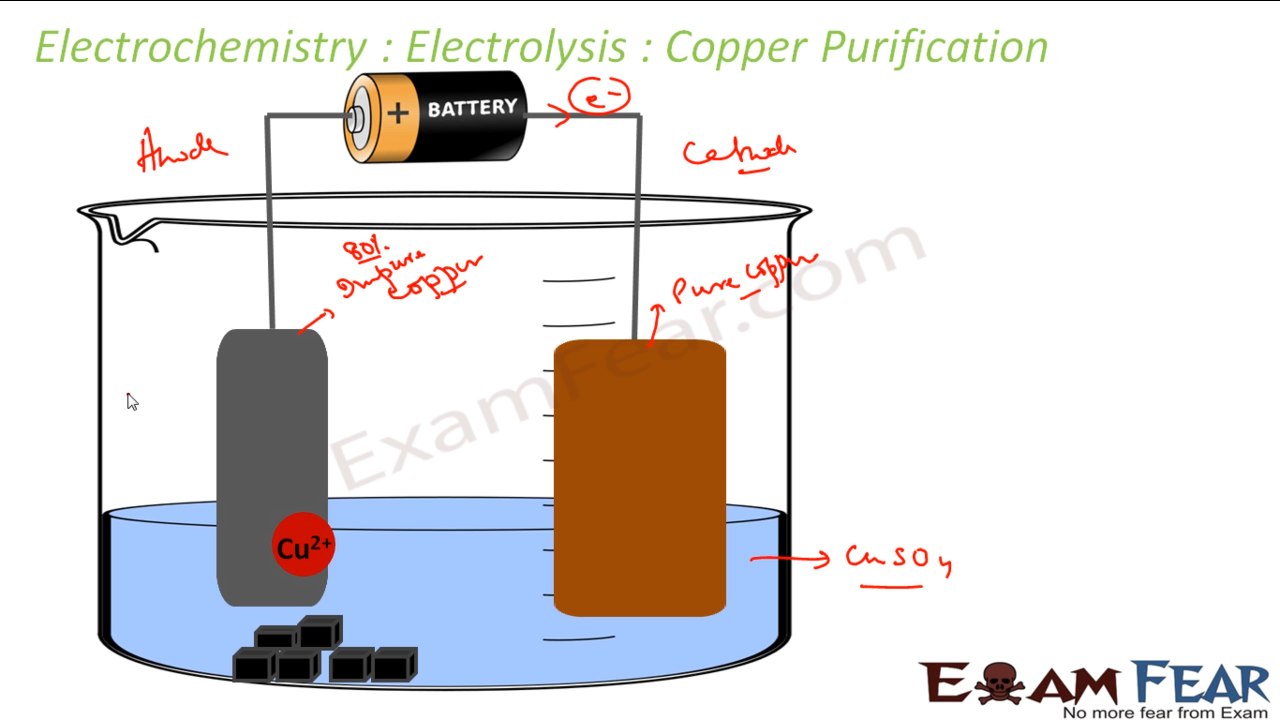 Electrochemistry : Electrolysis : Copper Purification
+ BATTERY
e-
Anode
Cathode
80%
Impure
copper
Pure copper
ExamFear.com
Cu2+
CuSO4
EXAM FEAR
No more fear from Exam